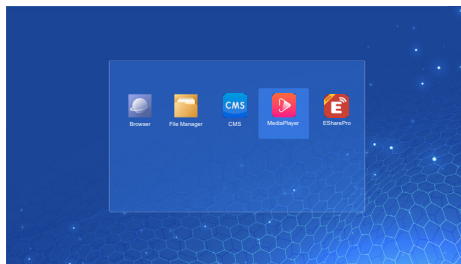 CMS
E
Browser
File Manager
CMS
MediaPlayer
ESharePro